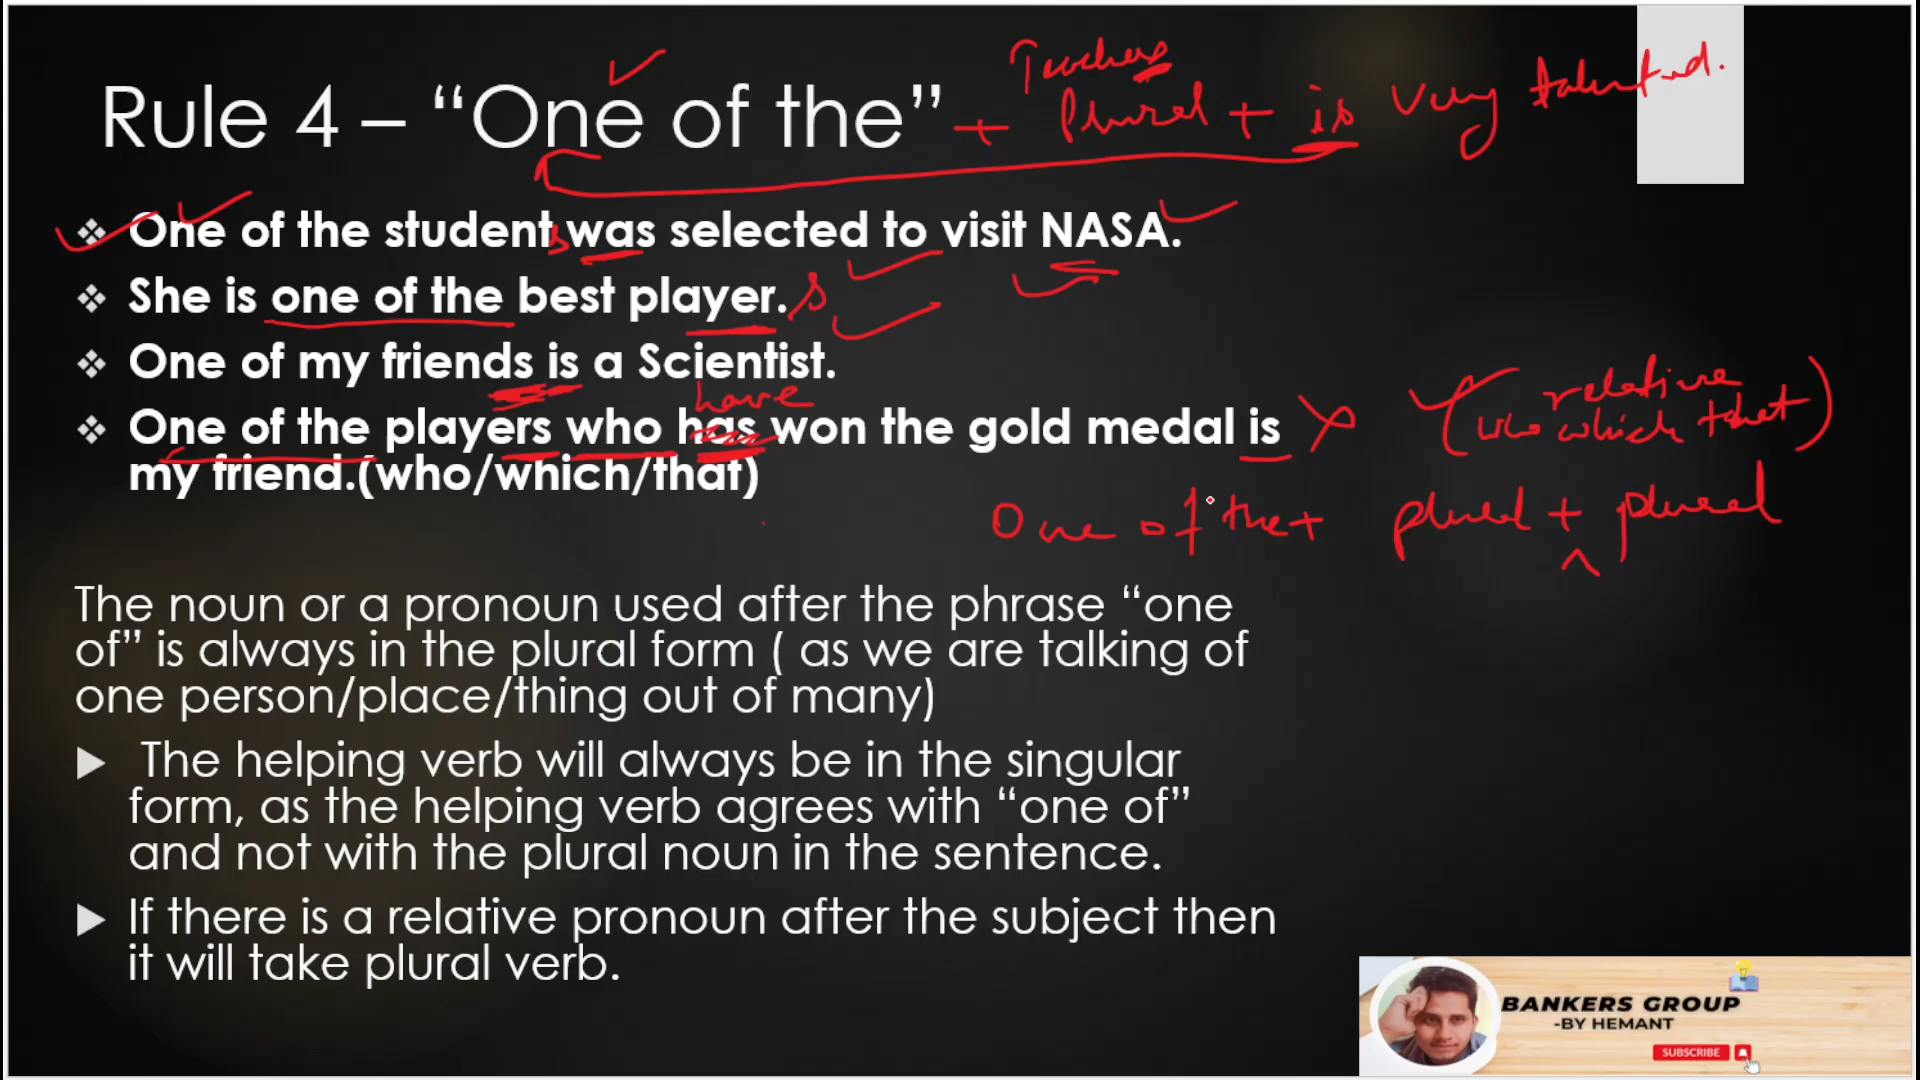 Teachers
Rule 4 – “One of the” + Plural + is very talented.
❖ One of the students was selected to visit NASA.
❖ She is one of the best player. s
❖ One of my friends is a Scientist.
have
relative
❖ One of the players who has won the gold medal is (who which that)
my friend.(who/which/that)
One of the + plural + plural
The noun or a pronoun used after the phrase “one
of” is always in the plural form ( as we are talking of
one person/place/thing out of many)
▶ The helping verb will always be in the singular
form, as the helping verb agrees with “one of”
and not with the plural noun in the sentence.
▶ If there is a relative pronoun after the subject then
it will take plural verb.
BANKERS GROUP
-BY HEMANT
SUBSCRIBE